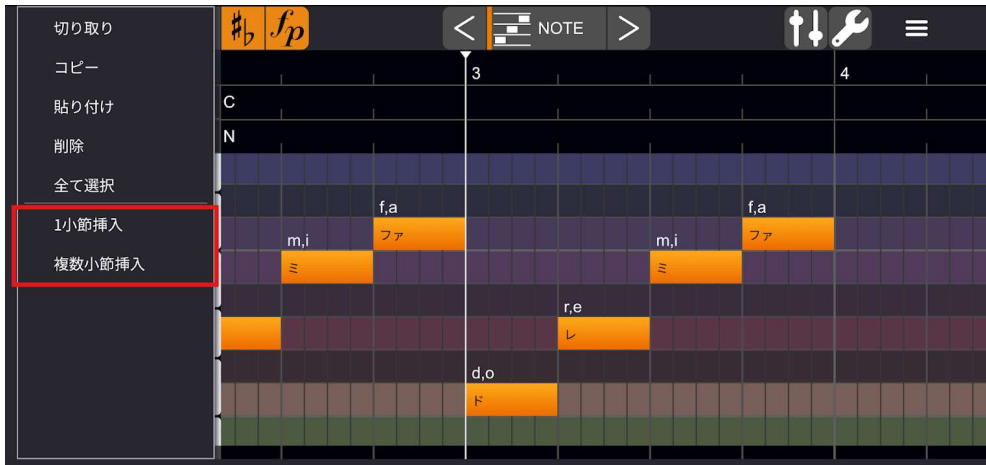 切り取り
コピー
貼り付け
削除
全て選択
1小節挿入
複数小節挿入
♯♭
fp
< NOTE >
3
4
C
N
f,a
f,a
ファ
ファ
m,i
m,i
ミ
ミ
r,e
レ
d,o
ド